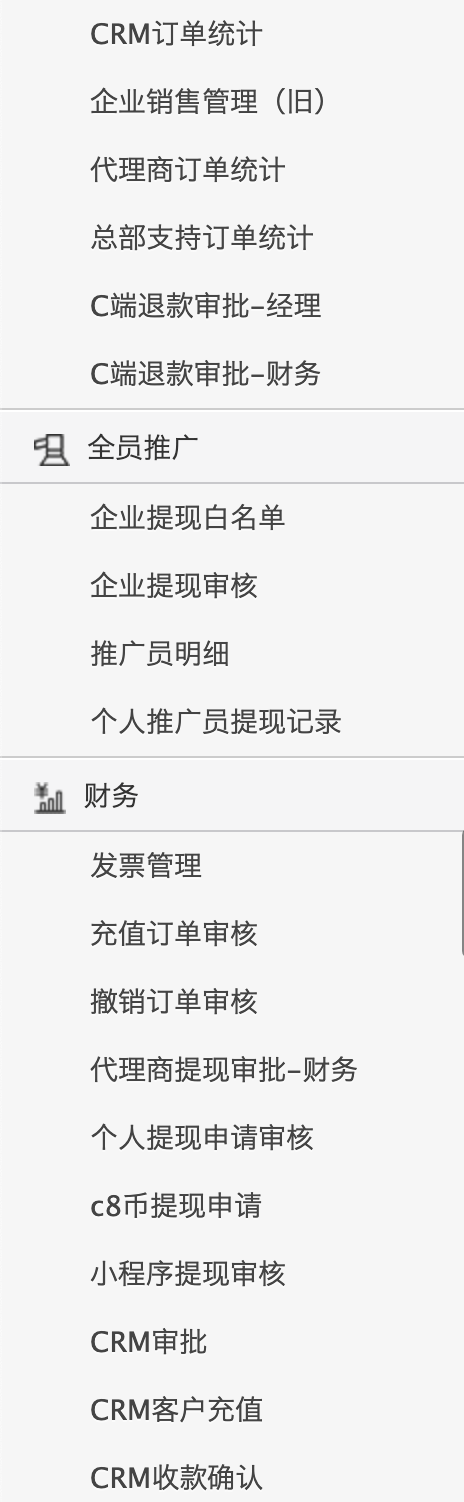 CRM订单统计
企业销售管理（旧）
代理商订单统计
总部支持订单统计
C端退款审批–经理
C端退款审批–财务
全员推广
企业提现白名单
企业提现审核
推广员明细
个人推广员提现记录
财务
发票管理
充值订单审核
撤销订单审核
代理商提现审批–财务
个人提现申请审核
c8币提现申请
小程序提现审核
CRM审批
CRM客户充值
CRM收款确认